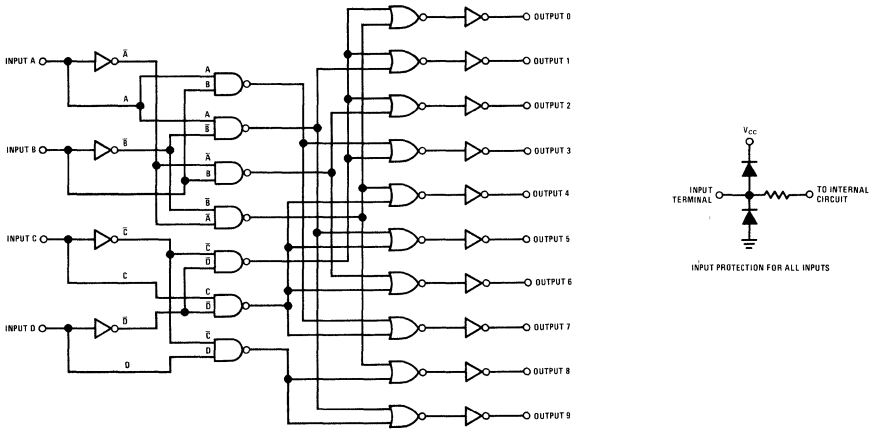 INPUT A
INPUT B
INPUT C
INPUT D
Ā
A
B̄
C̄
C
D̄
D
A
B
A
B̄
Ā
B
B̄
Ā
C̄
D̄
C
D̄
C̄
D
OUTPUT 0
OUTPUT 1
OUTPUT 2
OUTPUT 3
OUTPUT 4
OUTPUT 5
OUTPUT 6
OUTPUT 7
OUTPUT 8
OUTPUT 9
VCC
INPUT
TERMINAL
TO INTERNAL
CIRCUIT
INPUT PROTECTION FOR ALL INPUTS